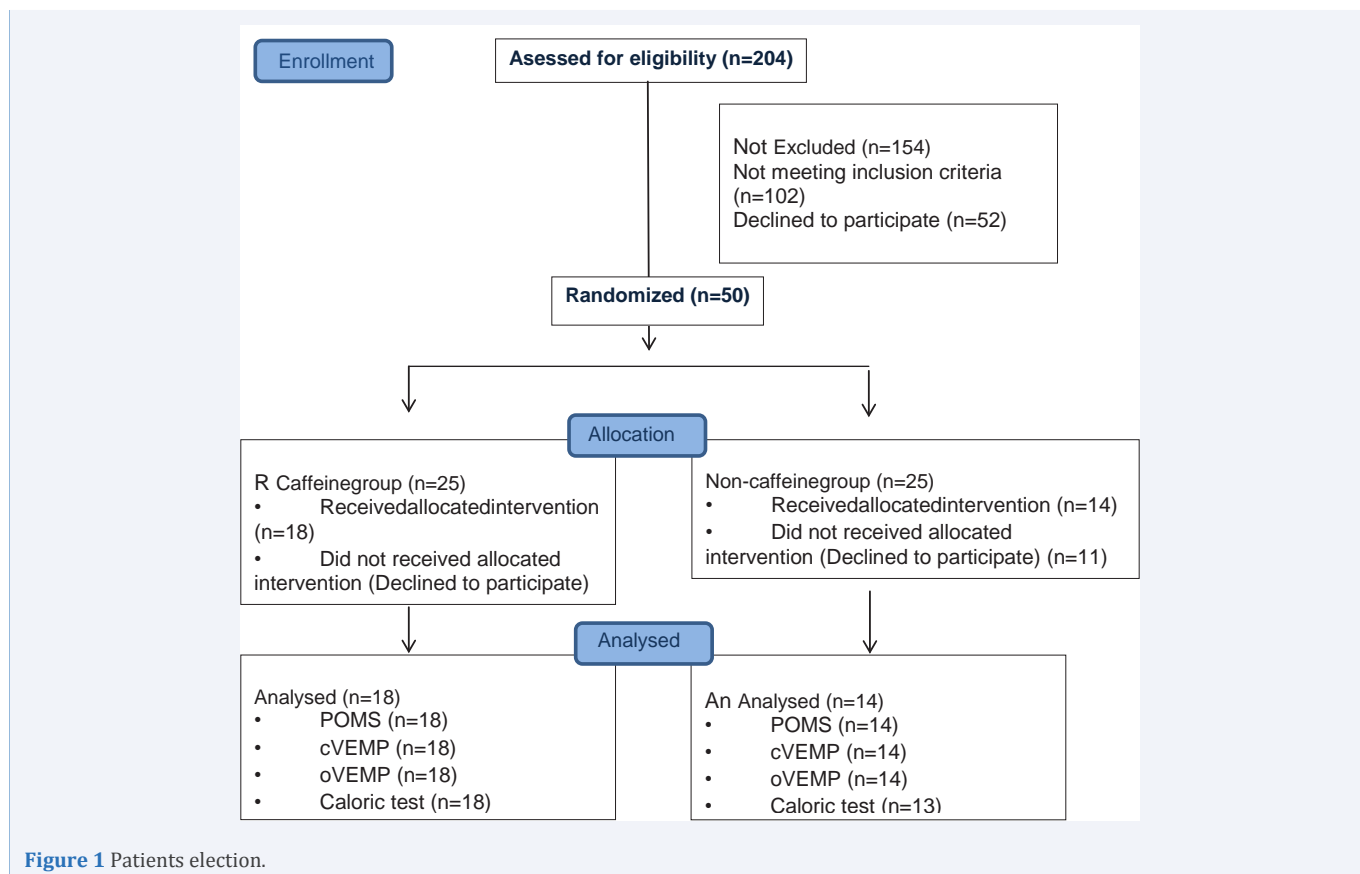 Enrollment
Asessed for eligibility (n=204)
Not Excluded (n=154)
Not meeting inclusion criteria
(n=102)
Declined to participate (n=52)
Randomized (n=50)
Allocation
R Caffeinegroup (n=25)
• Receivedallocatedintervention
(n=18)
• Did not received allocated
intervention (Declined to participate)
Non-caffeinegroup (n=25)
• Receivedallocatedintervention (n=14)
• Did not received allocated
intervention (Declined to participate) (n=11)
Analysed
Analysed (n=18)
• POMS (n=18)
• cVEMP (n=18)
• oVEMP (n=18)
• Caloric test (n=18)
An Analysed (n=14)
• POMS (n=14)
• cVEMP (n=14)
• oVEMP (n=14)
• Caloric test (n=13)
Figure 1 Patients election.